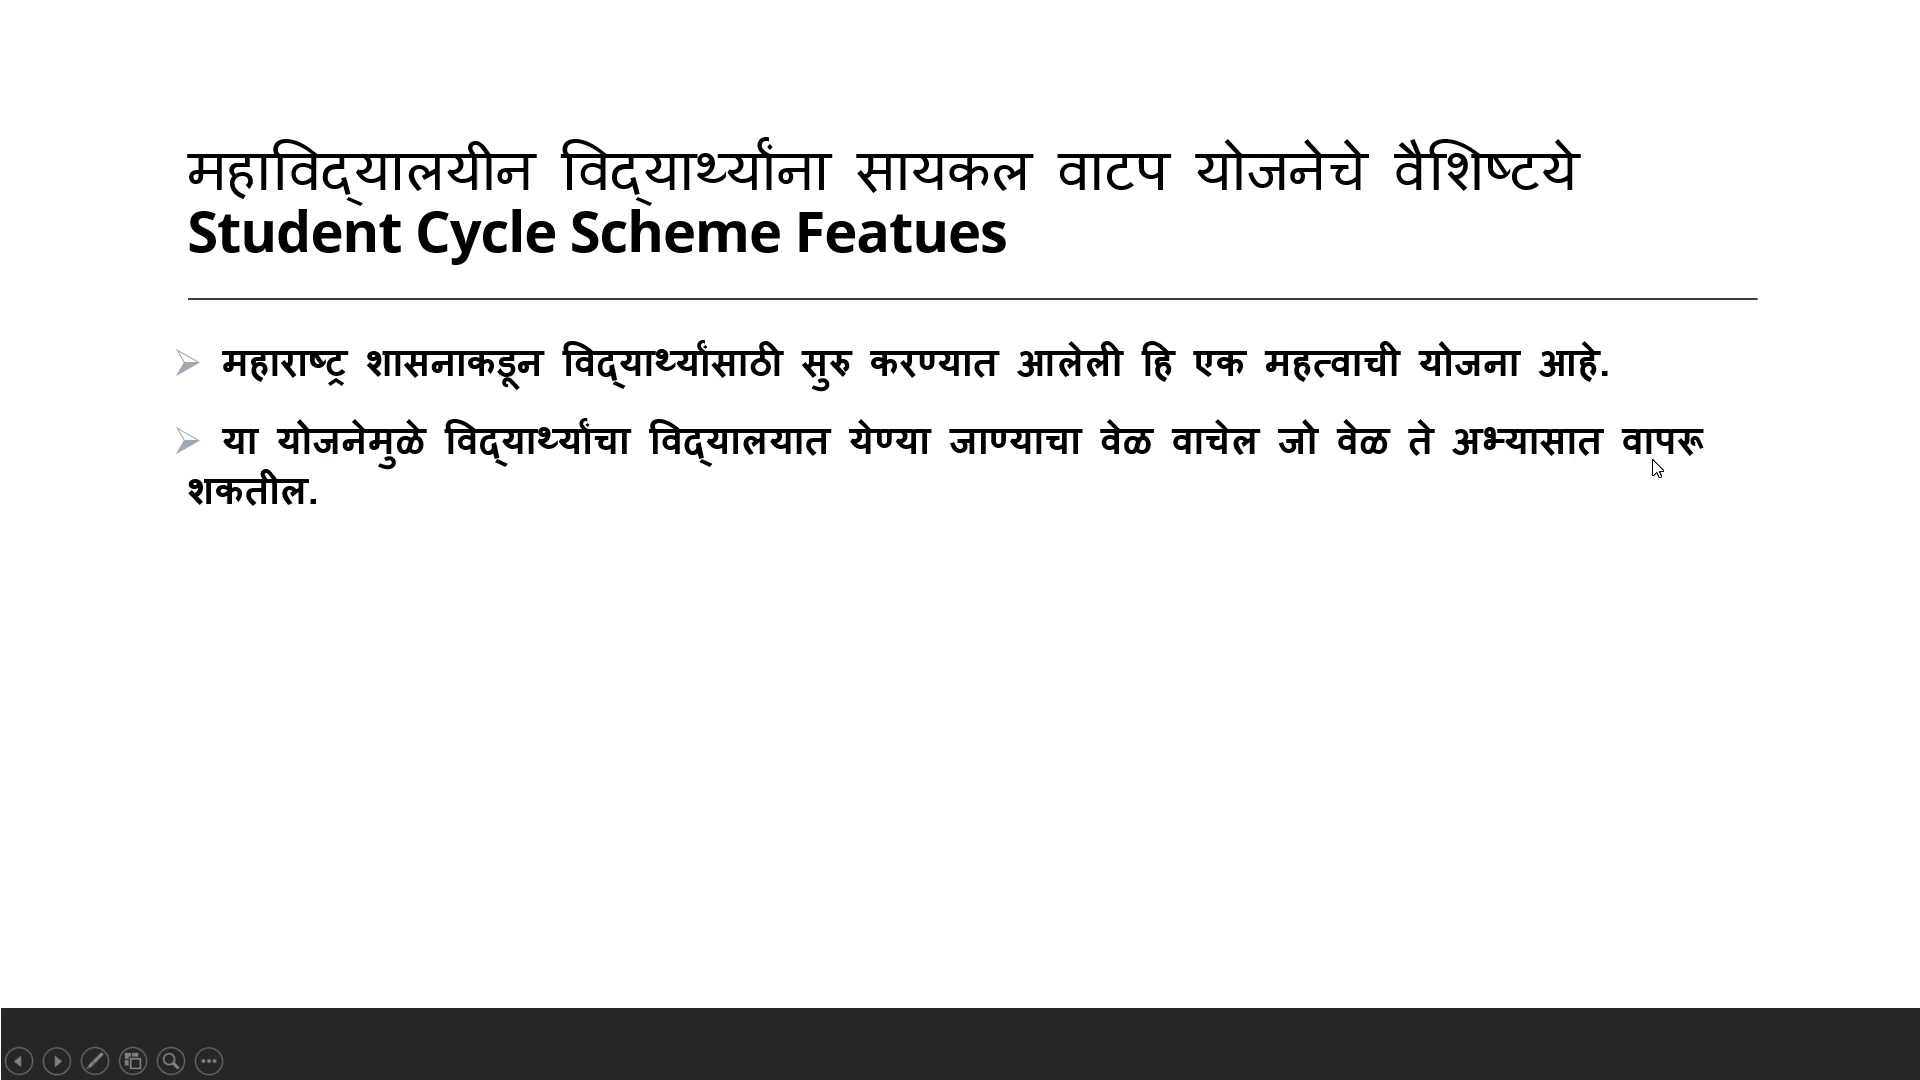 महाविद्यालयीन विद्यार्थ्यांना सायकल वाटप योजनेचे वैशिष्टये
Student Cycle Scheme Featues
महाराष्ट्र शासनाकडून विद्यार्थ्यांसाठी सुरु करण्यात आलेली हि एक महत्वाची योजना आहे.
या योजनेमुळे विद्यार्थ्यांचा विद्यालयात येण्या जाण्याचा वेळ वाचेल जो वेळ ते अभ्यासात वापरू
शकतील.